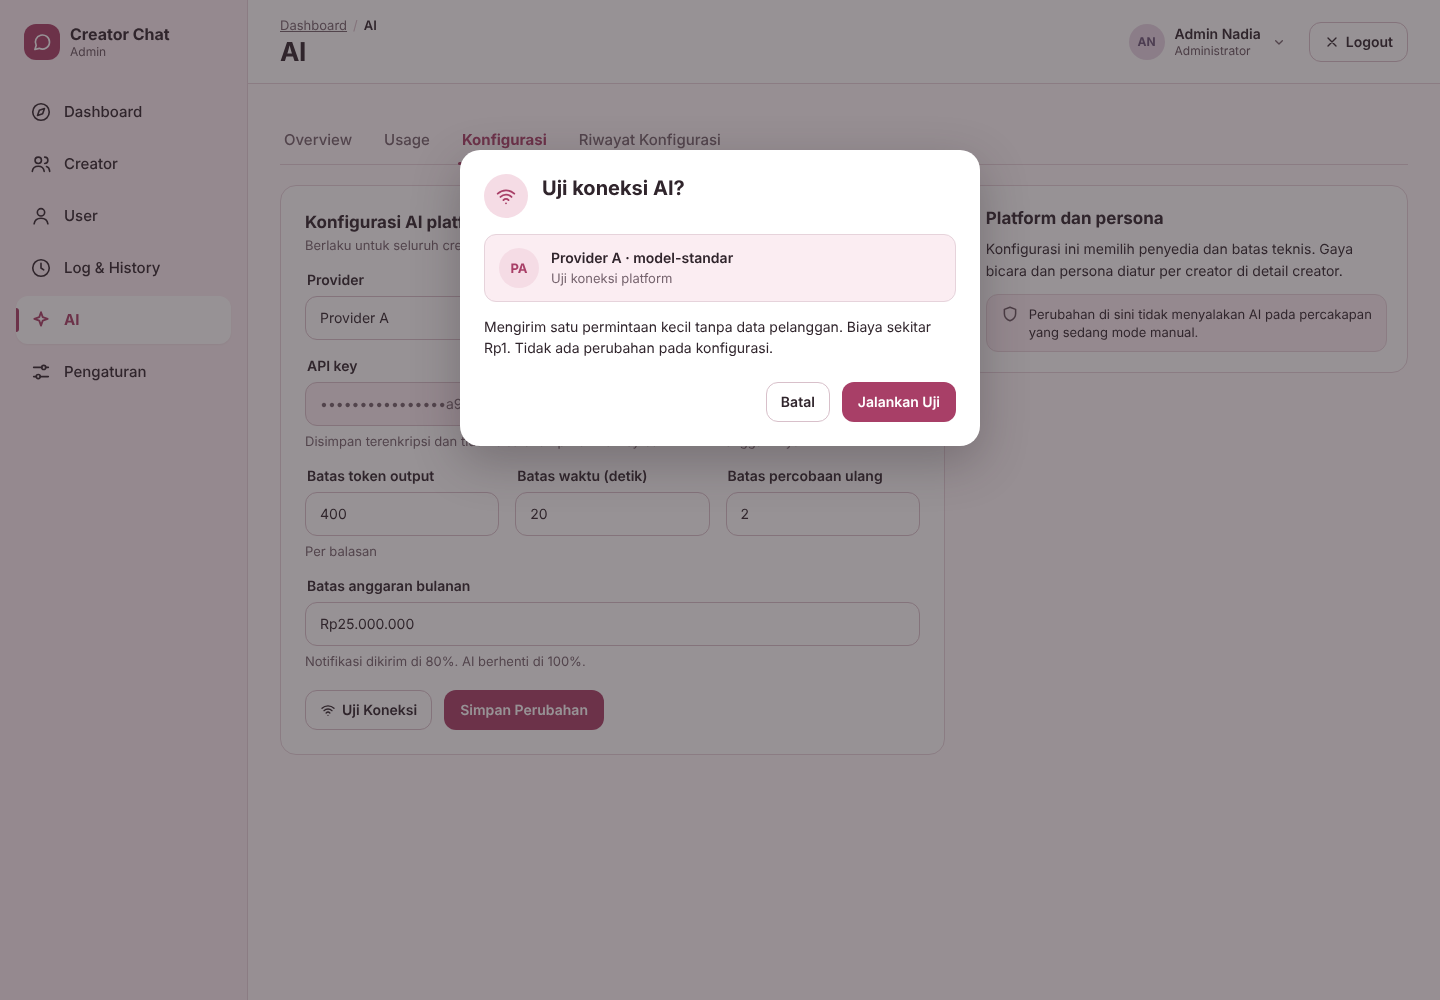 Creator Chat
Admin
Dashboard
Creator
User
Log & History
AI
Pengaturan
Dashboard / AI
AI
AN
Admin Nadia
Administrator
Logout
Overview
Usage
Konfigurasi
Riwayat Konfigurasi
Konfigurasi AI
Berlaku untuk seluruh
Provider
Provider A
API key
••••••••••••••••a9
Disimpan terenkripsi dan
Batas token output
400
Per balasan
Batas waktu (detik)
20
Batas percobaan ulang
2
Batas anggaran bulanan
Rp25.000.000
Notifikasi dikirim di 80%. AI berhenti di 100%.
Uji Koneksi
Simpan Perubahan
Platform dan persona
Konfigurasi ini memilih penyedia dan batas teknis. Gaya
bicara dan persona diatur per creator di detail creator.
Perubahan di sini tidak menyalakan AI pada percakapan
yang sedang mode manual.
Uji koneksi AI?
PA
Provider A · model-standar
Uji koneksi platform
Mengirim satu permintaan kecil tanpa data pelanggan. Biaya sekitar
Rp1. Tidak ada perubahan pada konfigurasi.
Batal
Jalankan Uji